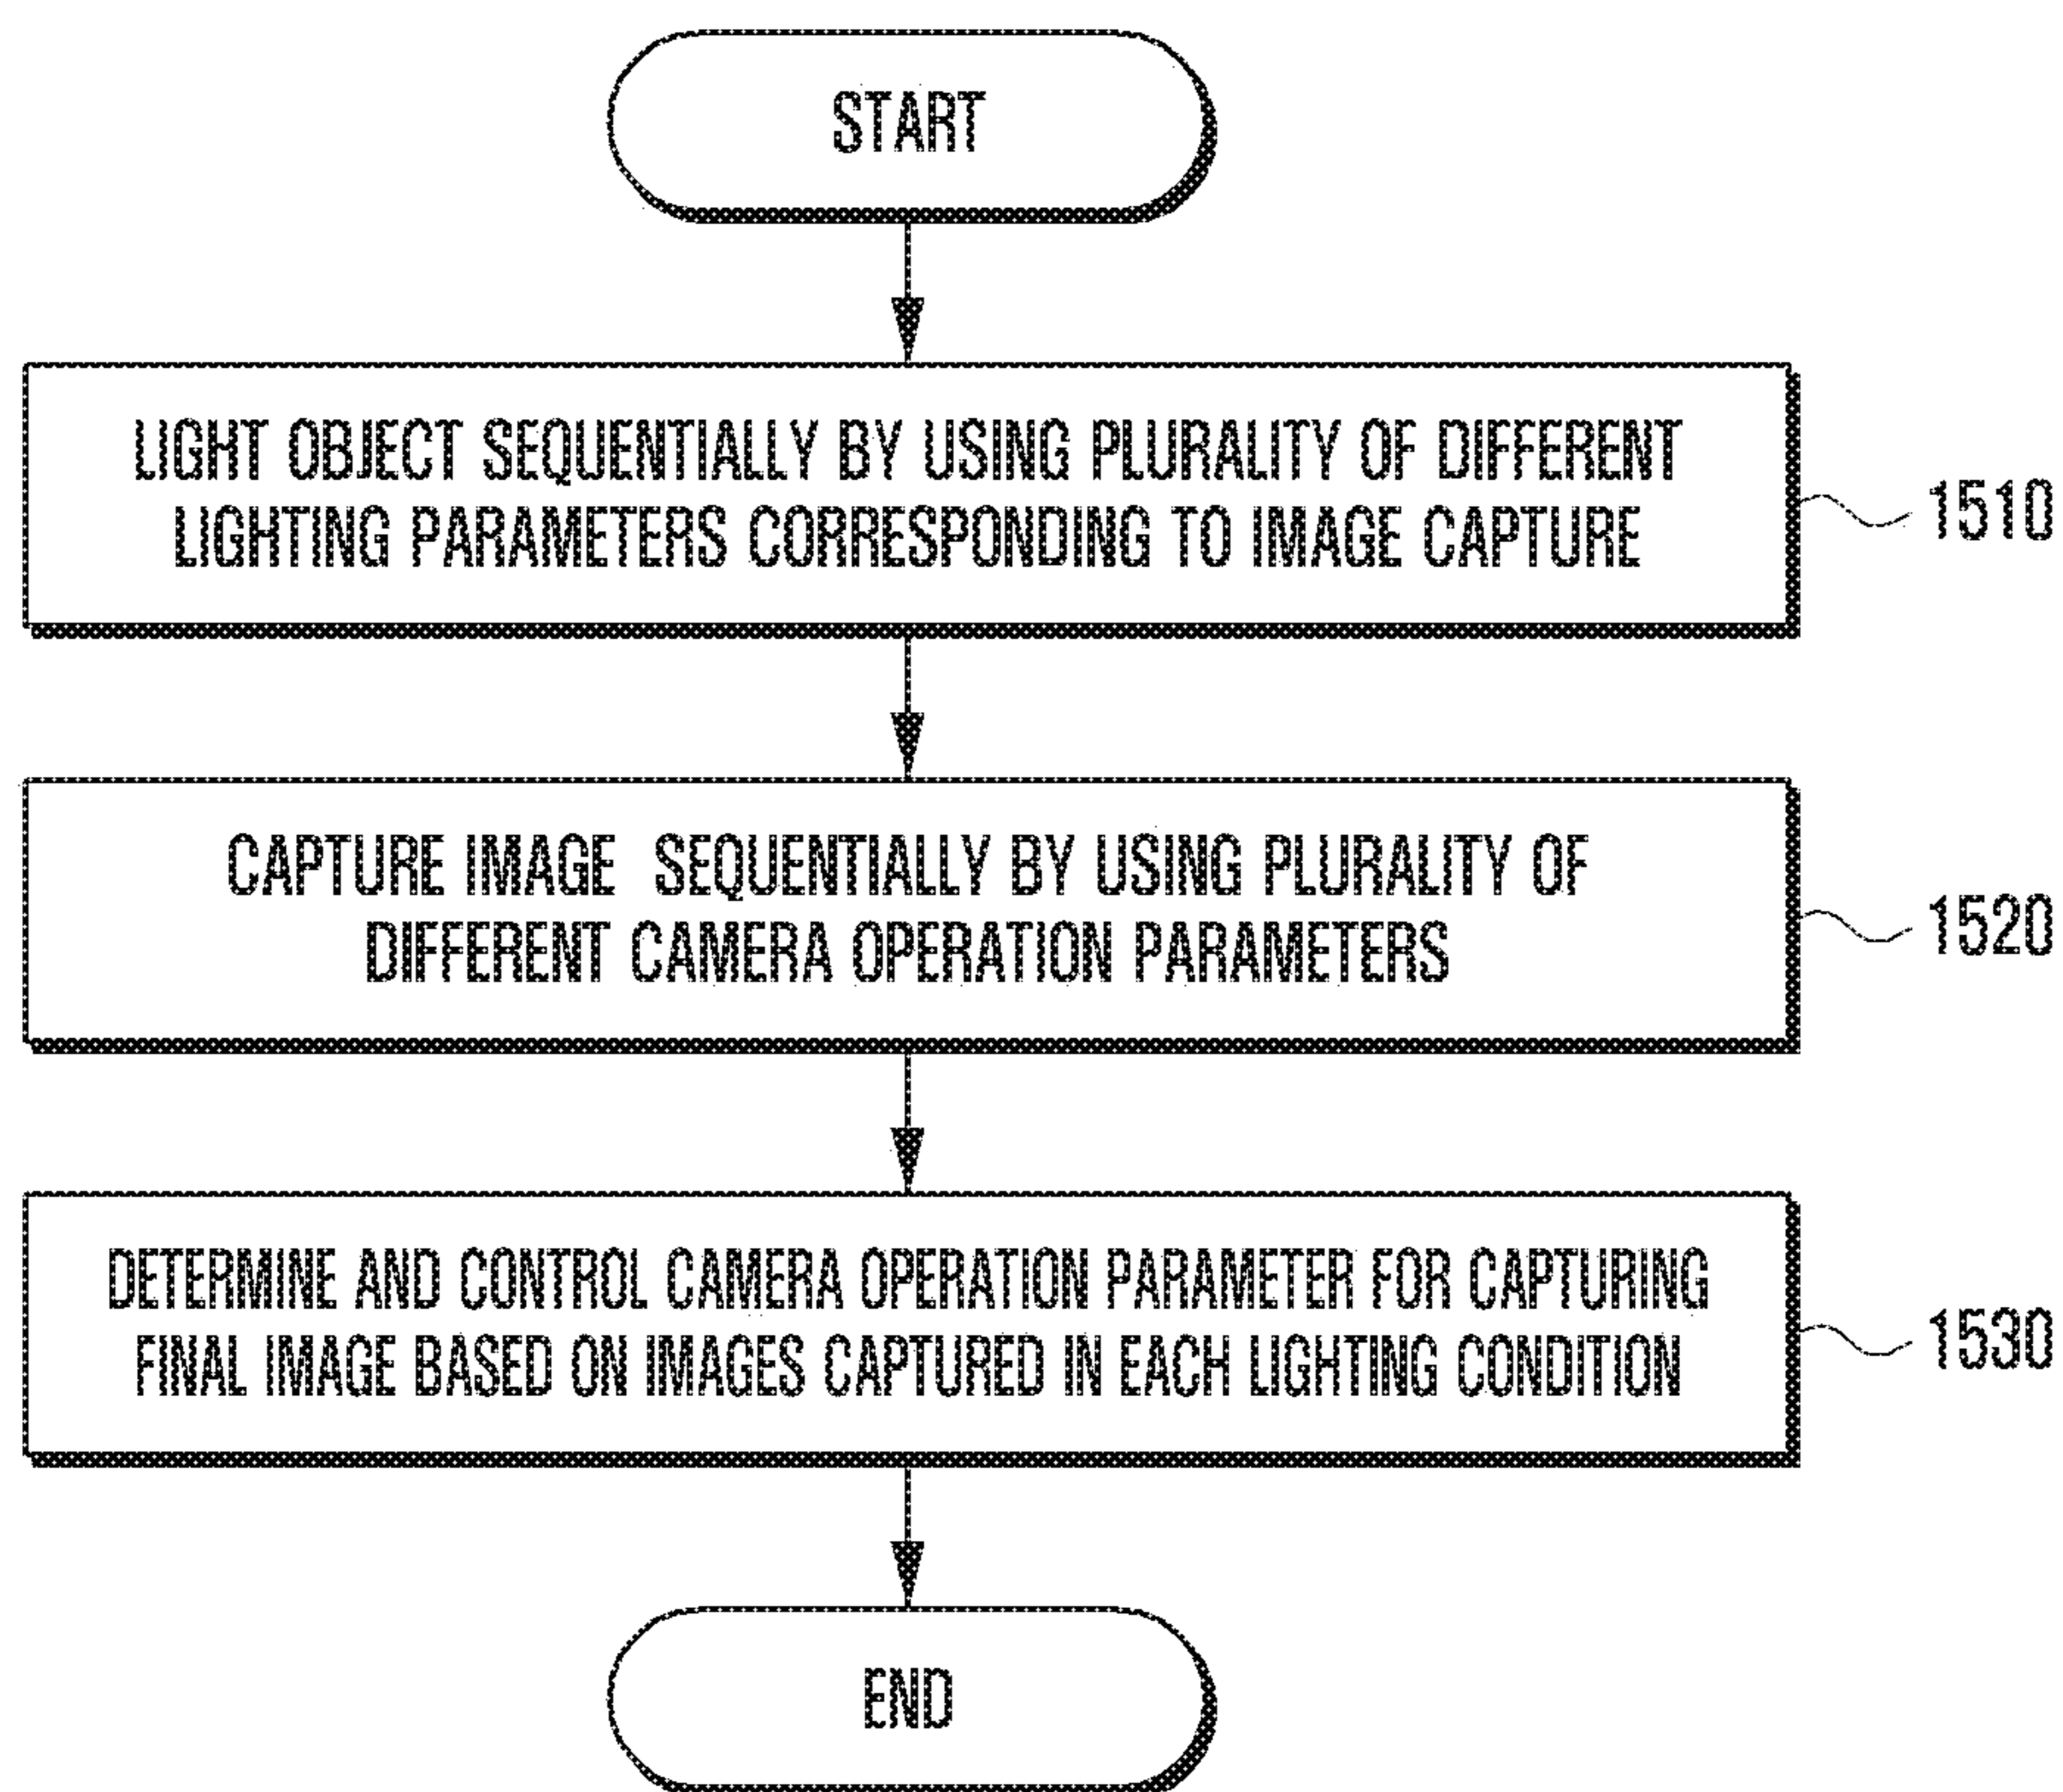 START
LIGHT OBJECT SEQUENTIALLY BY USING PLURALITY OF DIFFERENT
LIGHTING PARAMETERS CORRESPONDING TO IMAGE CAPTURE
1510
CAPTURE IMAGE SEQUENTIALLY BY USING PLURALITY OF
DIFFERENT CAMERA OPERATION PARAMETERS
1520
DETERMINE AND CONTROL CAMERA OPERATION PARAMETER FOR CAPTURING
FINAL IMAGE BASED ON IMAGES CAPTURED IN EACH LIGHTING CONDITION
1530
END